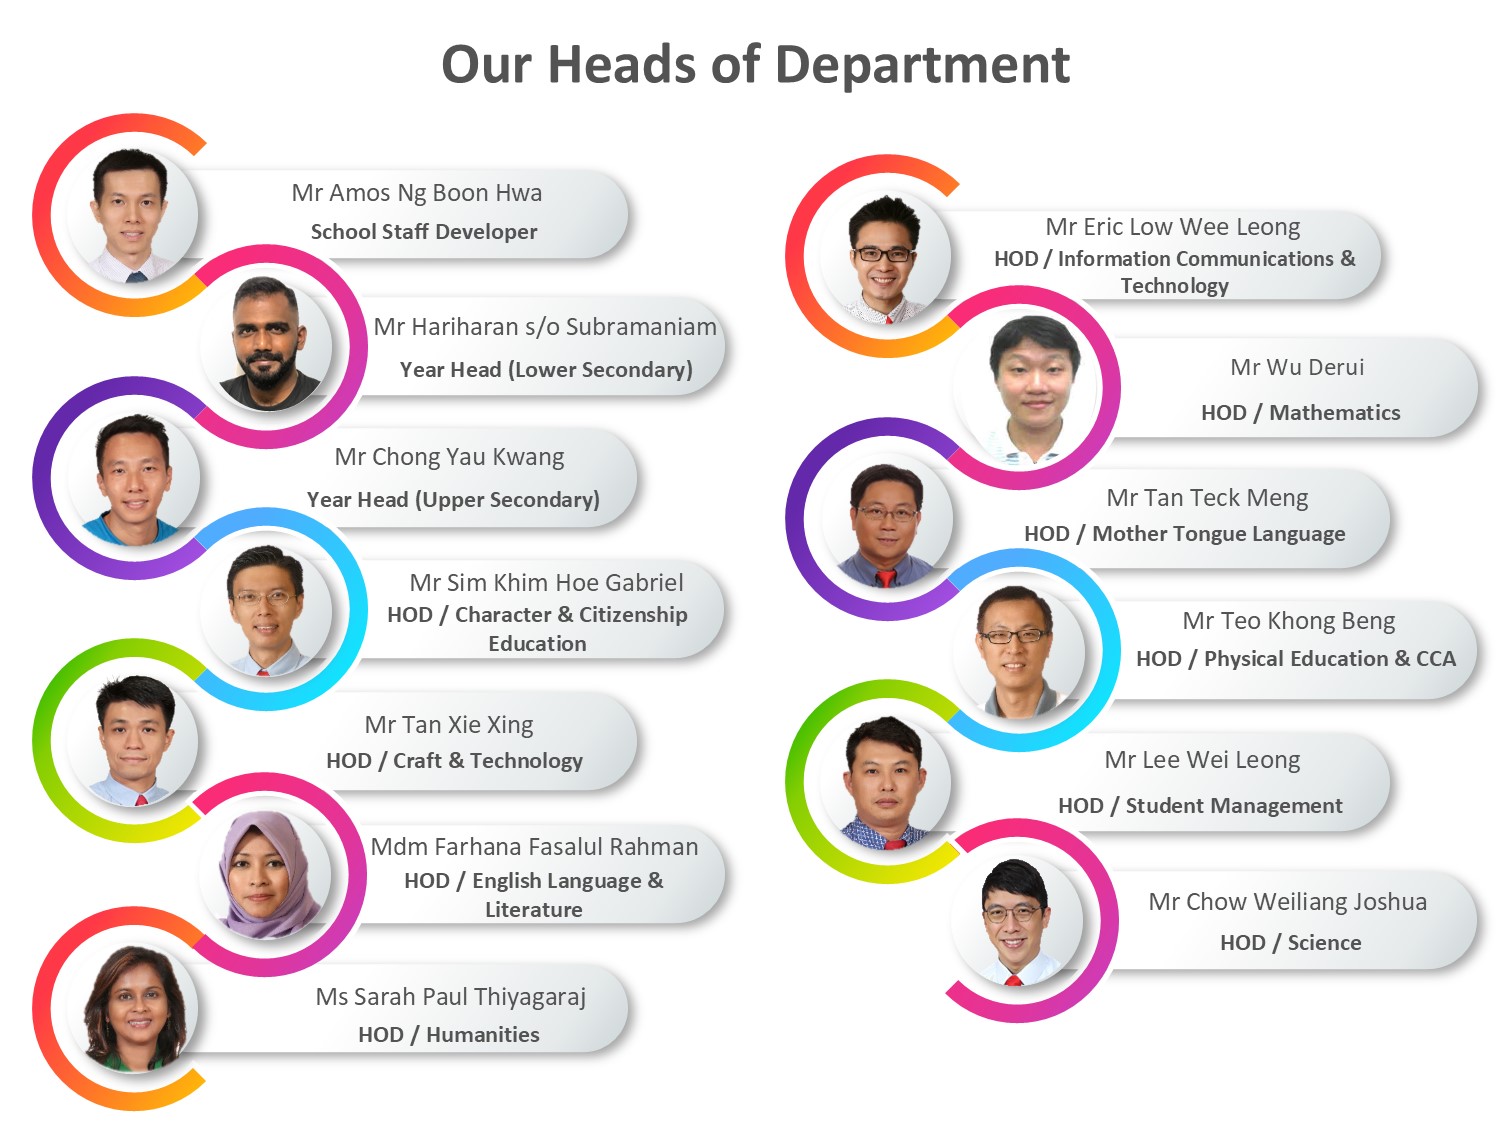 Our Heads of Department
Mr Amos Ng Boon Hwa
School Staff Developer
Mr Hariharan s/o Subramaniam
Year Head (Lower Secondary)
Mr Chong Yau Kwang
Year Head (Upper Secondary)
Mr Sim Khim Hoe Gabriel
HOD / Character & Citizenship
Education
Mr Tan Xie Xing
HOD / Craft & Technology
Mdm Farhana Fasalul Rahman
HOD / English Language &
Literature
Ms Sarah Paul Thiyagaraj
HOD / Humanities
Mr Eric Low Wee Leong
HOD / Information Communications &
Technology
Mr Wu Derui
HOD / Mathematics
Mr Tan Teck Meng
HOD / Mother Tongue Language
Mr Teo Khong Beng
HOD / Physical Education & CCA
Mr Lee Wei Leong
HOD / Student Management
Mr Chow Weiliang Joshua
HOD / Science